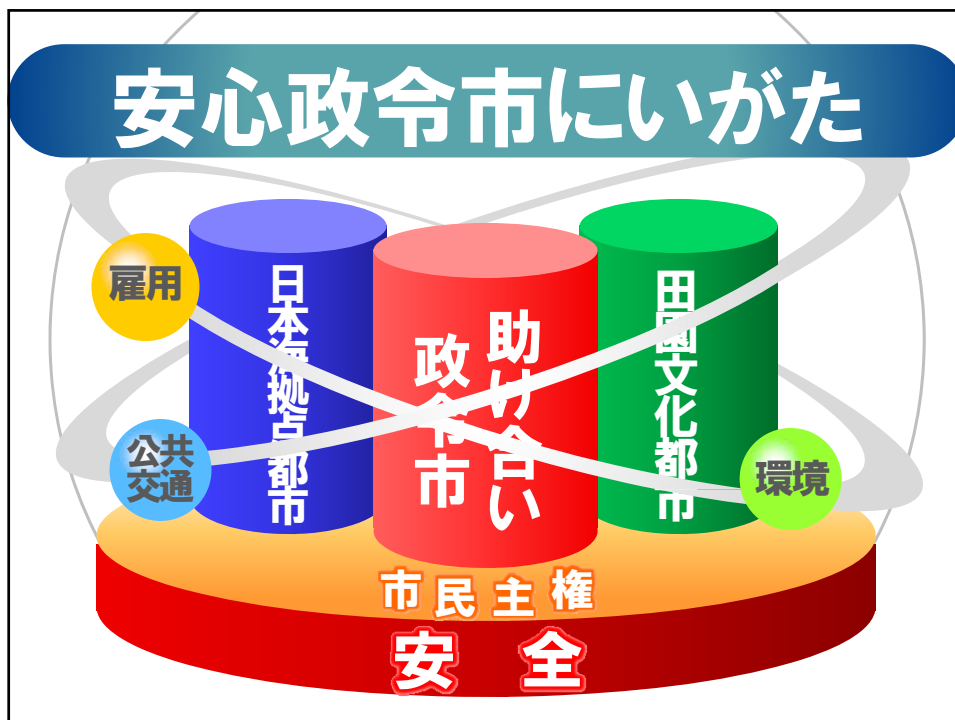 安心政令市にいがた
雇用
公共
交通
日本海拠点都市
助け合い
政令市
田園文化都市
環境
市民主権
安全